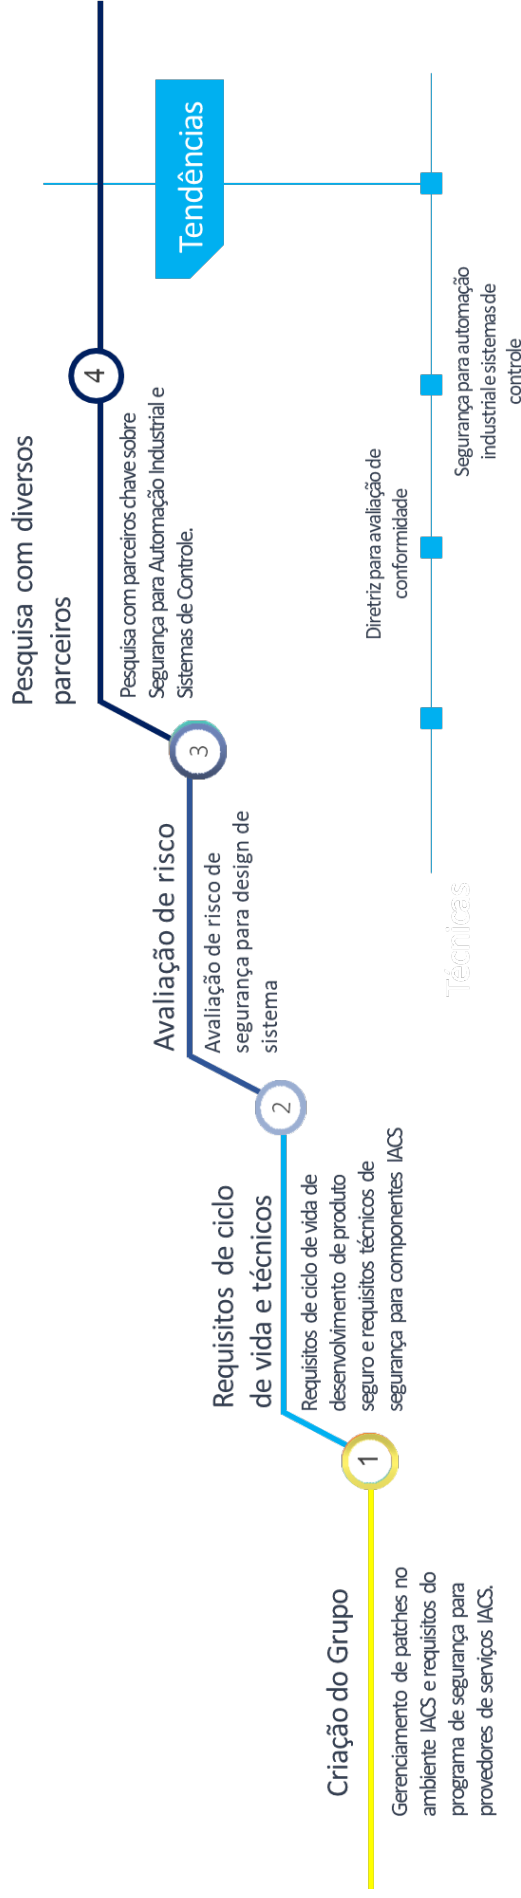 Criação do Grupo
Gerenciamento de patches no
ambiente IACS e requisitos do
programa de segurança para
provedores de serviços IACS.
1
Requisitos de ciclo
de vida e técnicos
Requisitos de ciclo de vida de
desenvolvimento de produto
seguro e requisitos técnicos de
segurança para componentes IACS
2
Avaliação de risco
Avaliação de risco de
segurança para design de
sistema
3
Pesquisa com diversos
parceiros
Pesquisa com parceiros chave sobre
Segurança para Automação Industrial e
Sistemas de Controle.
4
Tendências
Técnicas
Diretriz para avaliação de
conformidade
Segurança para automação
industrial e sistemas de
controle